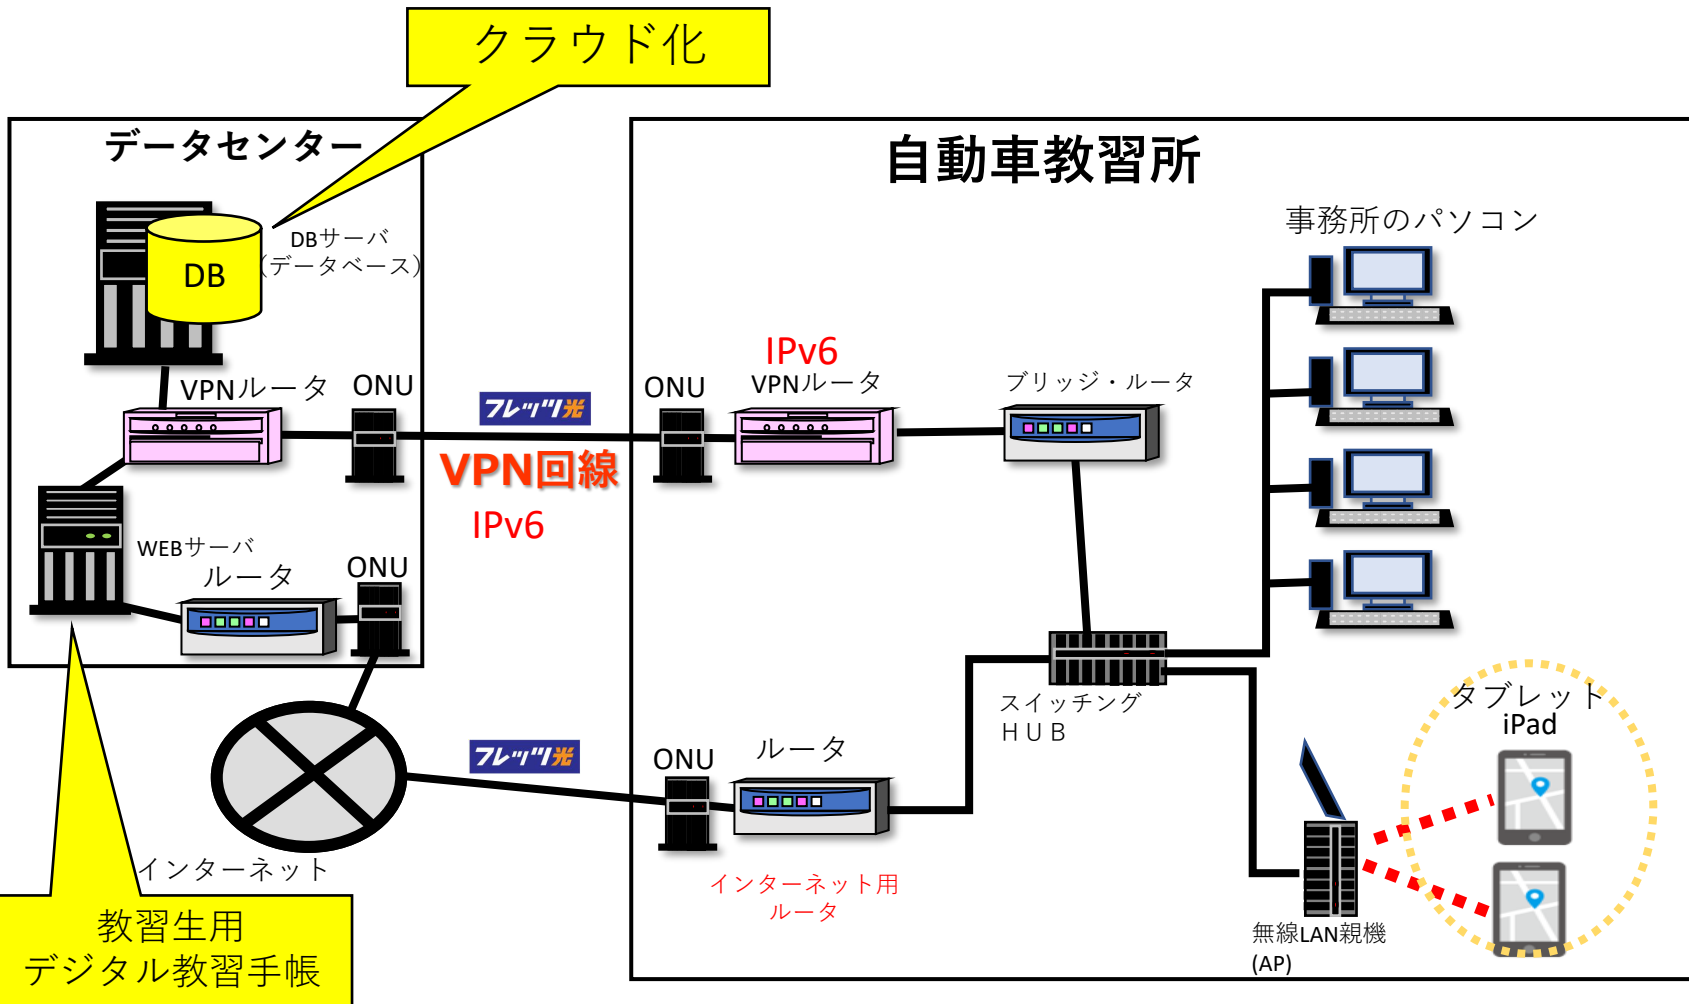 クラウド化
データセンター
自動車教習所
事務所のパソコン
DBサーバ
（データベース）
DB
IPv6
VPNルータ
ONU
フレッツ光
ONU
VPNルータ
ブリッジ・ルータ
VPN回線
IPv6
WEBサーバ
ルータ
ONU
スイッチング
ＨＵＢ
タブレット
iPad
フレッツ光
ONU
ルータ
インターネット
インターネット用
ルータ
無線LAN親機
(AP)
教習生用
デジタル教習手帳